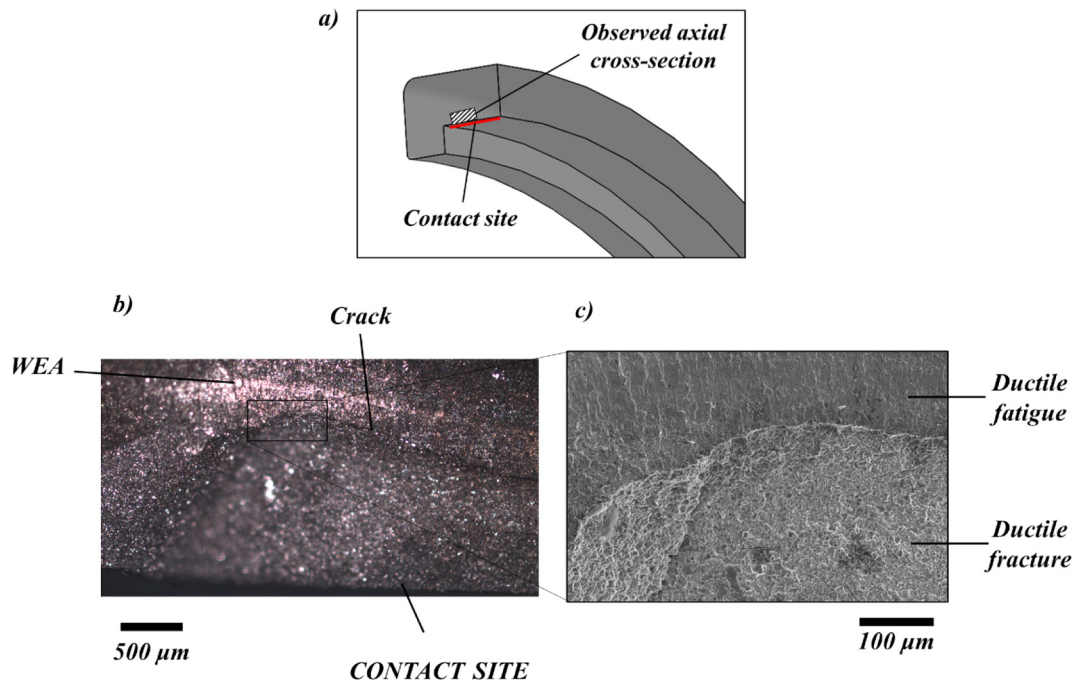 a)
Observed axial
cross-section
Contact site
b)
Crack
c)
WEA
Ductile
fatigue
Ductile
fracture
500 µm
100 µm
CONTACT SITE